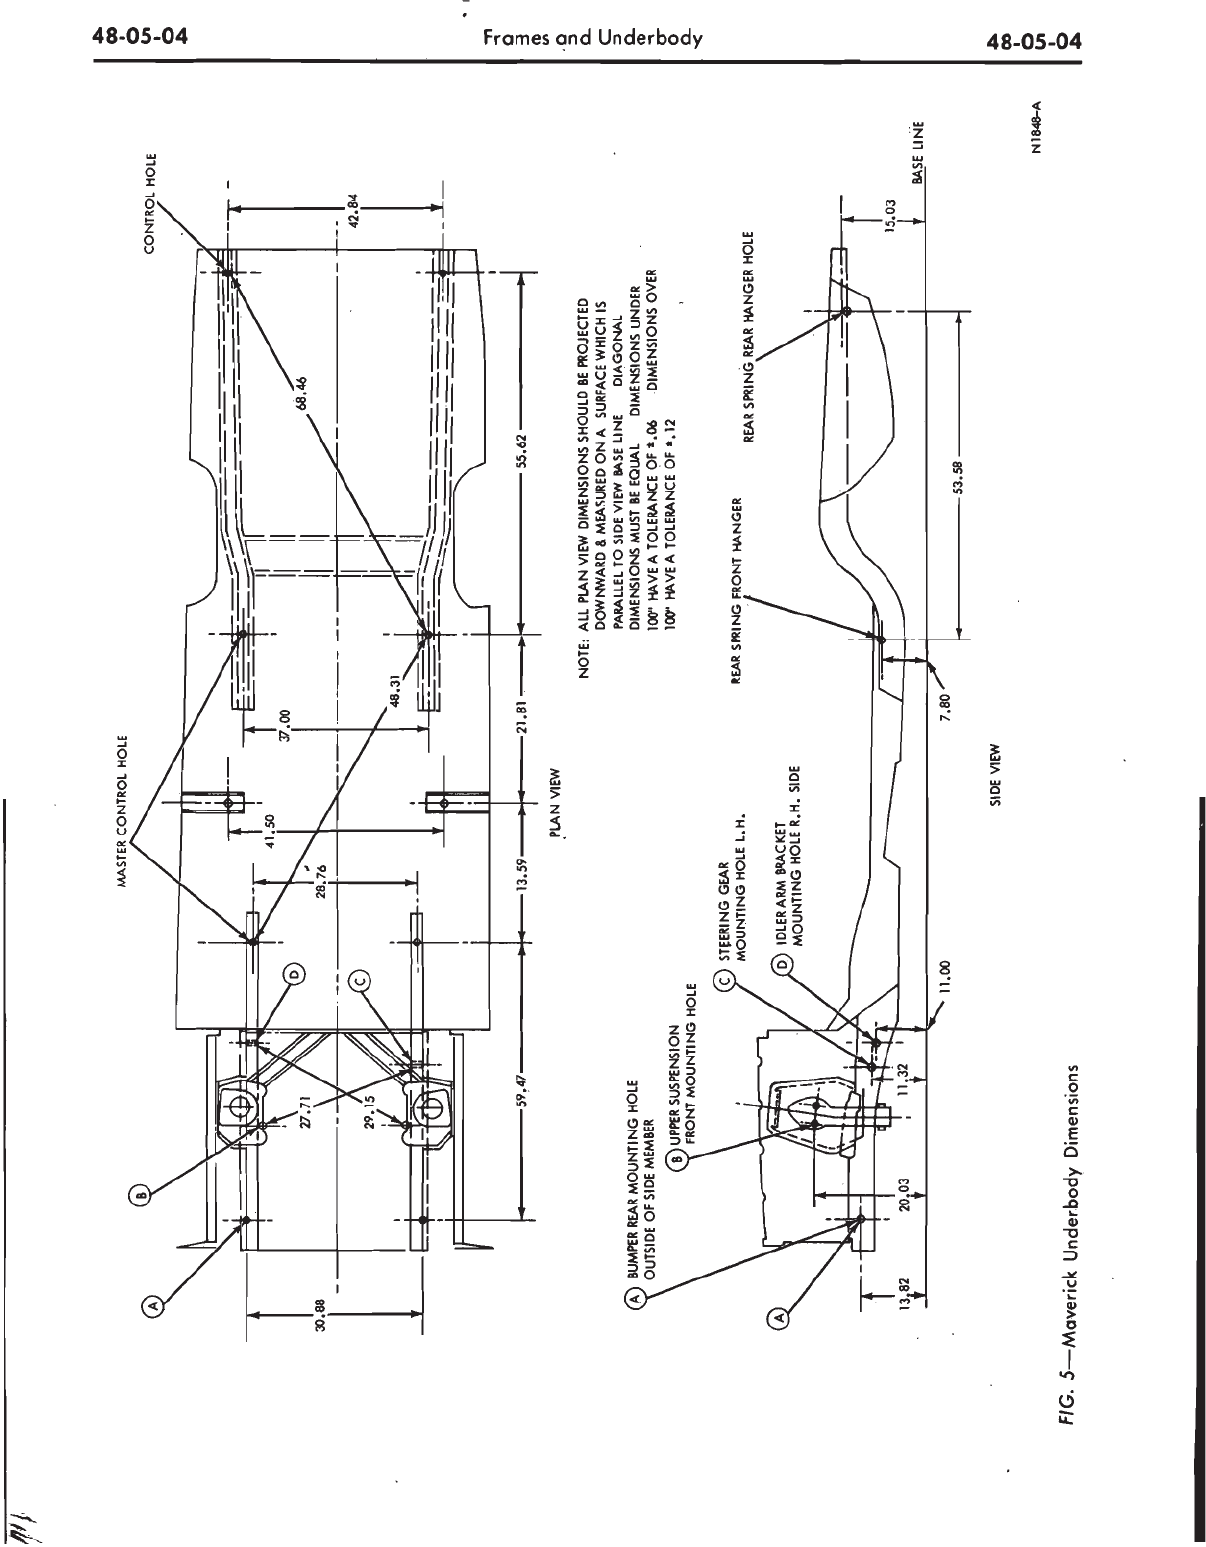 48-05-04
Frames and Underbody
48-05-04
CONTROL HOLE
42.84
68.46
55.62
MASTER CONTROL HOLE
37.00
48.31
21.81
41.50
28.76
13.59
PLAN VIEW
D
C
27.71
29.15
59.47
B
A
30.88
NOTE: ALL PLAN VIEW DIMENSIONS SHOULD BE PROJECTED
DOWNWARD & MEASURED ON A SURFACE WHICH IS
PARALLEL TO SIDE VIEW BASE LINE DIAGONAL
DIMENSIONS MUST BE EQUAL DIMENSIONS UNDER
100" HAVE A TOLERANCE OF ±.06 DIMENSIONS OVER
100" HAVE A TOLERANCE OF ±.12
BASE LINE
15.03
REAR SPRING REAR HANGER HOLE
53.58
REAR SPRING FRONT HANGER
7.80
SIDE VIEW
C STEERING GEAR
MOUNTING HOLE L.H.
D IDLER ARM BRACKET
MOUNTING HOLE R.H. SIDE
11.00
11.32
B UPPER SUSPENSION
FRONT MOUNTING HOLE
A BUMPER REAR MOUNTING HOLE
OUTSIDE OF SIDE MEMBER
20.03
13.82
A
N1848-A
FIG. 5—Maverick Underbody Dimensions